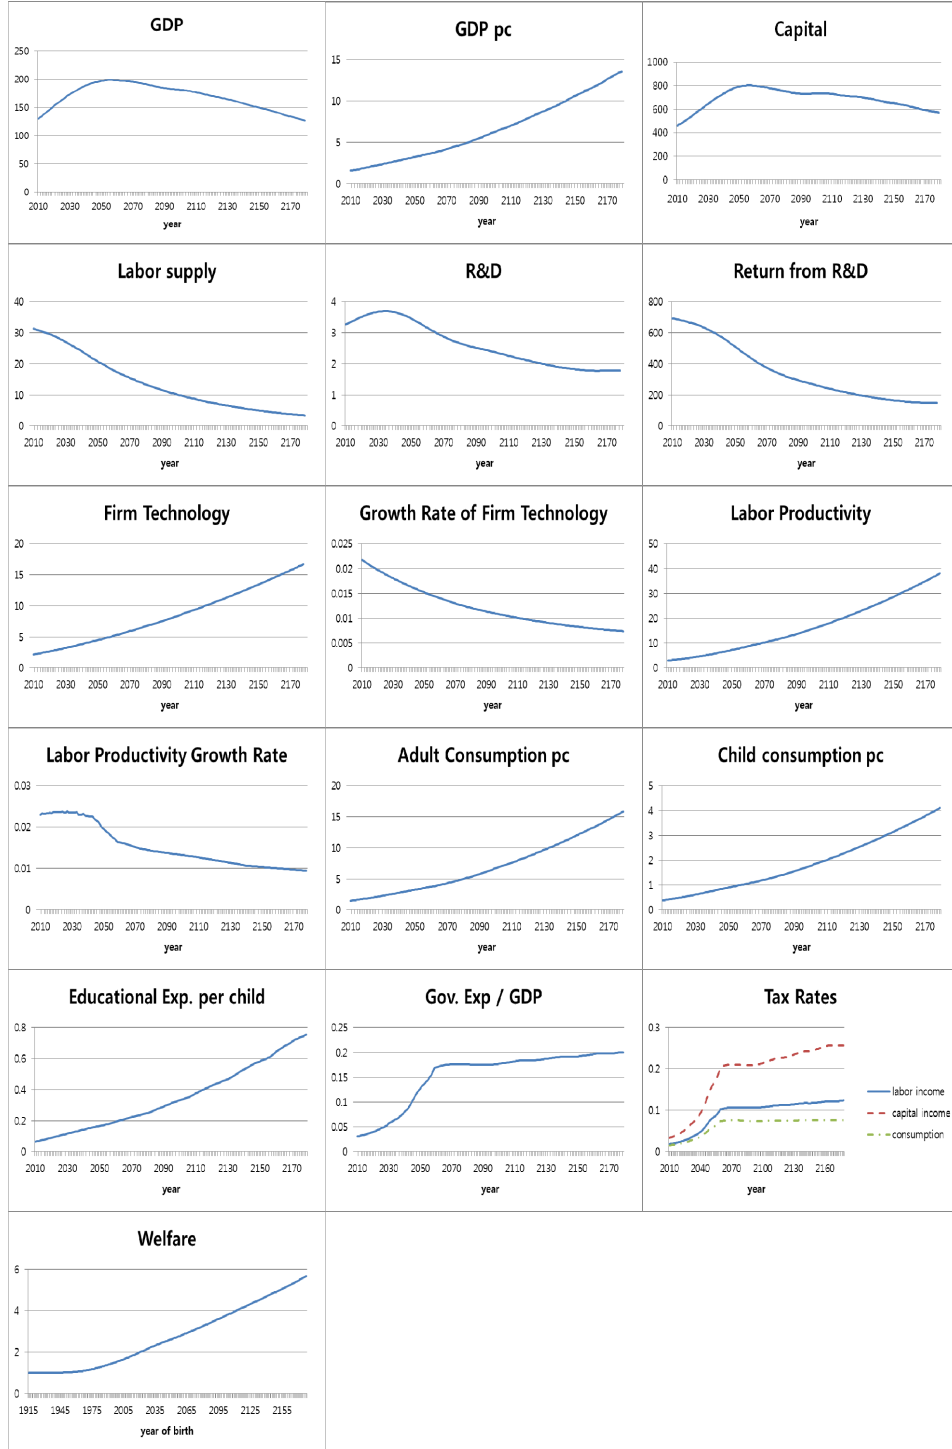 GDP
250
200
150
100
50
0
2010 2030 2050 2070 2090 2110 2130 2150 2170
year
GDP pc
15
10
5
0
2010 2030 2050 2070 2090 2110 2130 2150 2170
year
Capital
1000
800
600
400
200
0
2010 2030 2050 2070 2090 2110 2130 2150 2170
year
Labor supply
40
30
20
10
0
2010 2030 2050 2070 2090 2110 2130 2150 2170
year
R&D
4
3
2
1
0
2010 2030 2050 2070 2090 2110 2130 2150 2170
year
Return from R&D
800
600
400
200
0
2010 2030 2050 2070 2090 2110 2130 2150 2170
year
Firm Technology
20
15
10
5
0
2010 2030 2050 2070 2090 2110 2130 2150 2170
year
Growth Rate of Firm Technology
0.025
0.02
0.015
0.01
0.005
0
2010 2030 2050 2070 2090 2110 2130 2150 2170
year
Labor Productivity
50
40
30
20
10
0
2010 2030 2050 2070 2090 2110 2130 2150 2170
year
Labor Productivity Growth Rate
0.03
0.02
0.01
0
2010 2030 2050 2070 2090 2110 2130 2150 2170
year
Adult Consumption pc
20
15
10
5
0
2010 2030 2050 2070 2090 2110 2130 2150 2170
year
Child consumption pc
5
4
3
2
1
0
2010 2030 2050 2070 2090 2110 2130 2150 2170
year
Educational Exp. per child
0.8
0.6
0.4
0.2
0
2010 2030 2050 2070 2090 2110 2130 2150 2170
year
Gov. Exp / GDP
0.25
0.2
0.15
0.1
0.05
0
2010 2030 2050 2070 2090 2110 2130 2150 2170
year
Tax Rates
0.3
0.2
0.1
0
2010 2040 2070 2100 2130 2160
year
labor income
capital income
consumption
Welfare
6
4
2
0
1915 1945 1975 2005 2035 2065 2095 2125 2155
year of birth